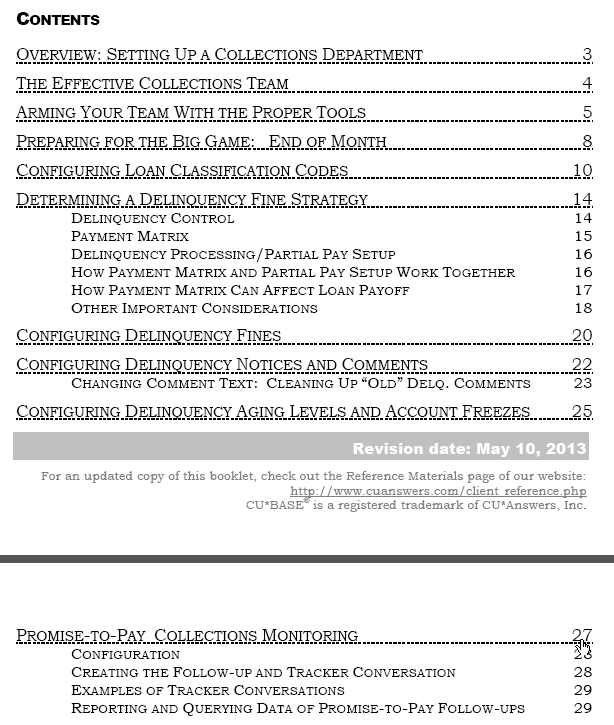 CONTENTS
OVERVIEW: SETTING UP A COLLECTIONS DEPARTMENT 3
THE EFFECTIVE COLLECTIONS TEAM 4
ARMING YOUR TEAM WITH THE PROPER TOOLS 5
PREPARING FOR THE BIG GAME: END OF MONTH 8
CONFIGURING LOAN CLASSIFICATION CODES 10
DETERMINING A DELINQUENCY FINE STRATEGY 14
DELINQUENCY CONTROL 14
PAYMENT MATRIX 15
DELINQUENCY PROCESSING/PARTIAL PAY SETUP 16
HOW PAYMENT MATRIX AND PARTIAL PAY SETUP WORK TOGETHER 16
HOW PAYMENT MATRIX CAN AFFECT LOAN PAYOFF 17
OTHER IMPORTANT CONSIDERATIONS 18
CONFIGURING DELINQUENCY FINES 20
CONFIGURING DELINQUENCY NOTICES AND COMMENTS 22
CHANGING COMMENT TEXT: CLEANING UP “OLD” DELQ. COMMENTS 23
CONFIGURING DELINQUENCY AGING LEVELS AND ACCOUNT FREEZES 25
Revision date: May 10, 2013
For an updated copy of this booklet, check out the Reference Materials page of our website:
http://www.cuanswers.com/client_reference.php
CU*BASE® is a registered trademark of CU*Answers, Inc.
PROMISE-TO-PAY COLLECTIONS MONITORING 27
CONFIGURATION
CREATING THE FOLLOW-UP AND TRACKER CONVERSATION 28
EXAMPLES OF TRACKER CONVERSATIONS 29
REPORTING AND QUERYING DATA OF PROMISE-TO-PAY FOLLOW-UPS 29